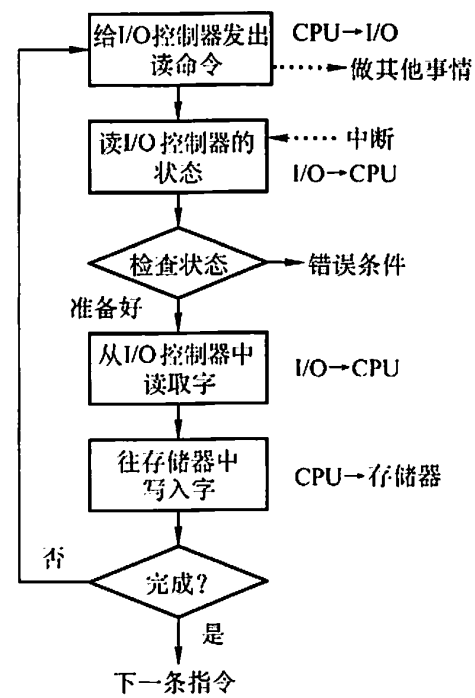 给I/O控制器发出
读命令
CPU→I/O
做其他事情
读I/O控制器的
状态
中断
I/O→CPU
检查状态
错误条件
准备好
从I/O控制器中
读取字
I/O→CPU
往存储器中
写入字
CPU→存储器
否
完成?
是
下一条指令